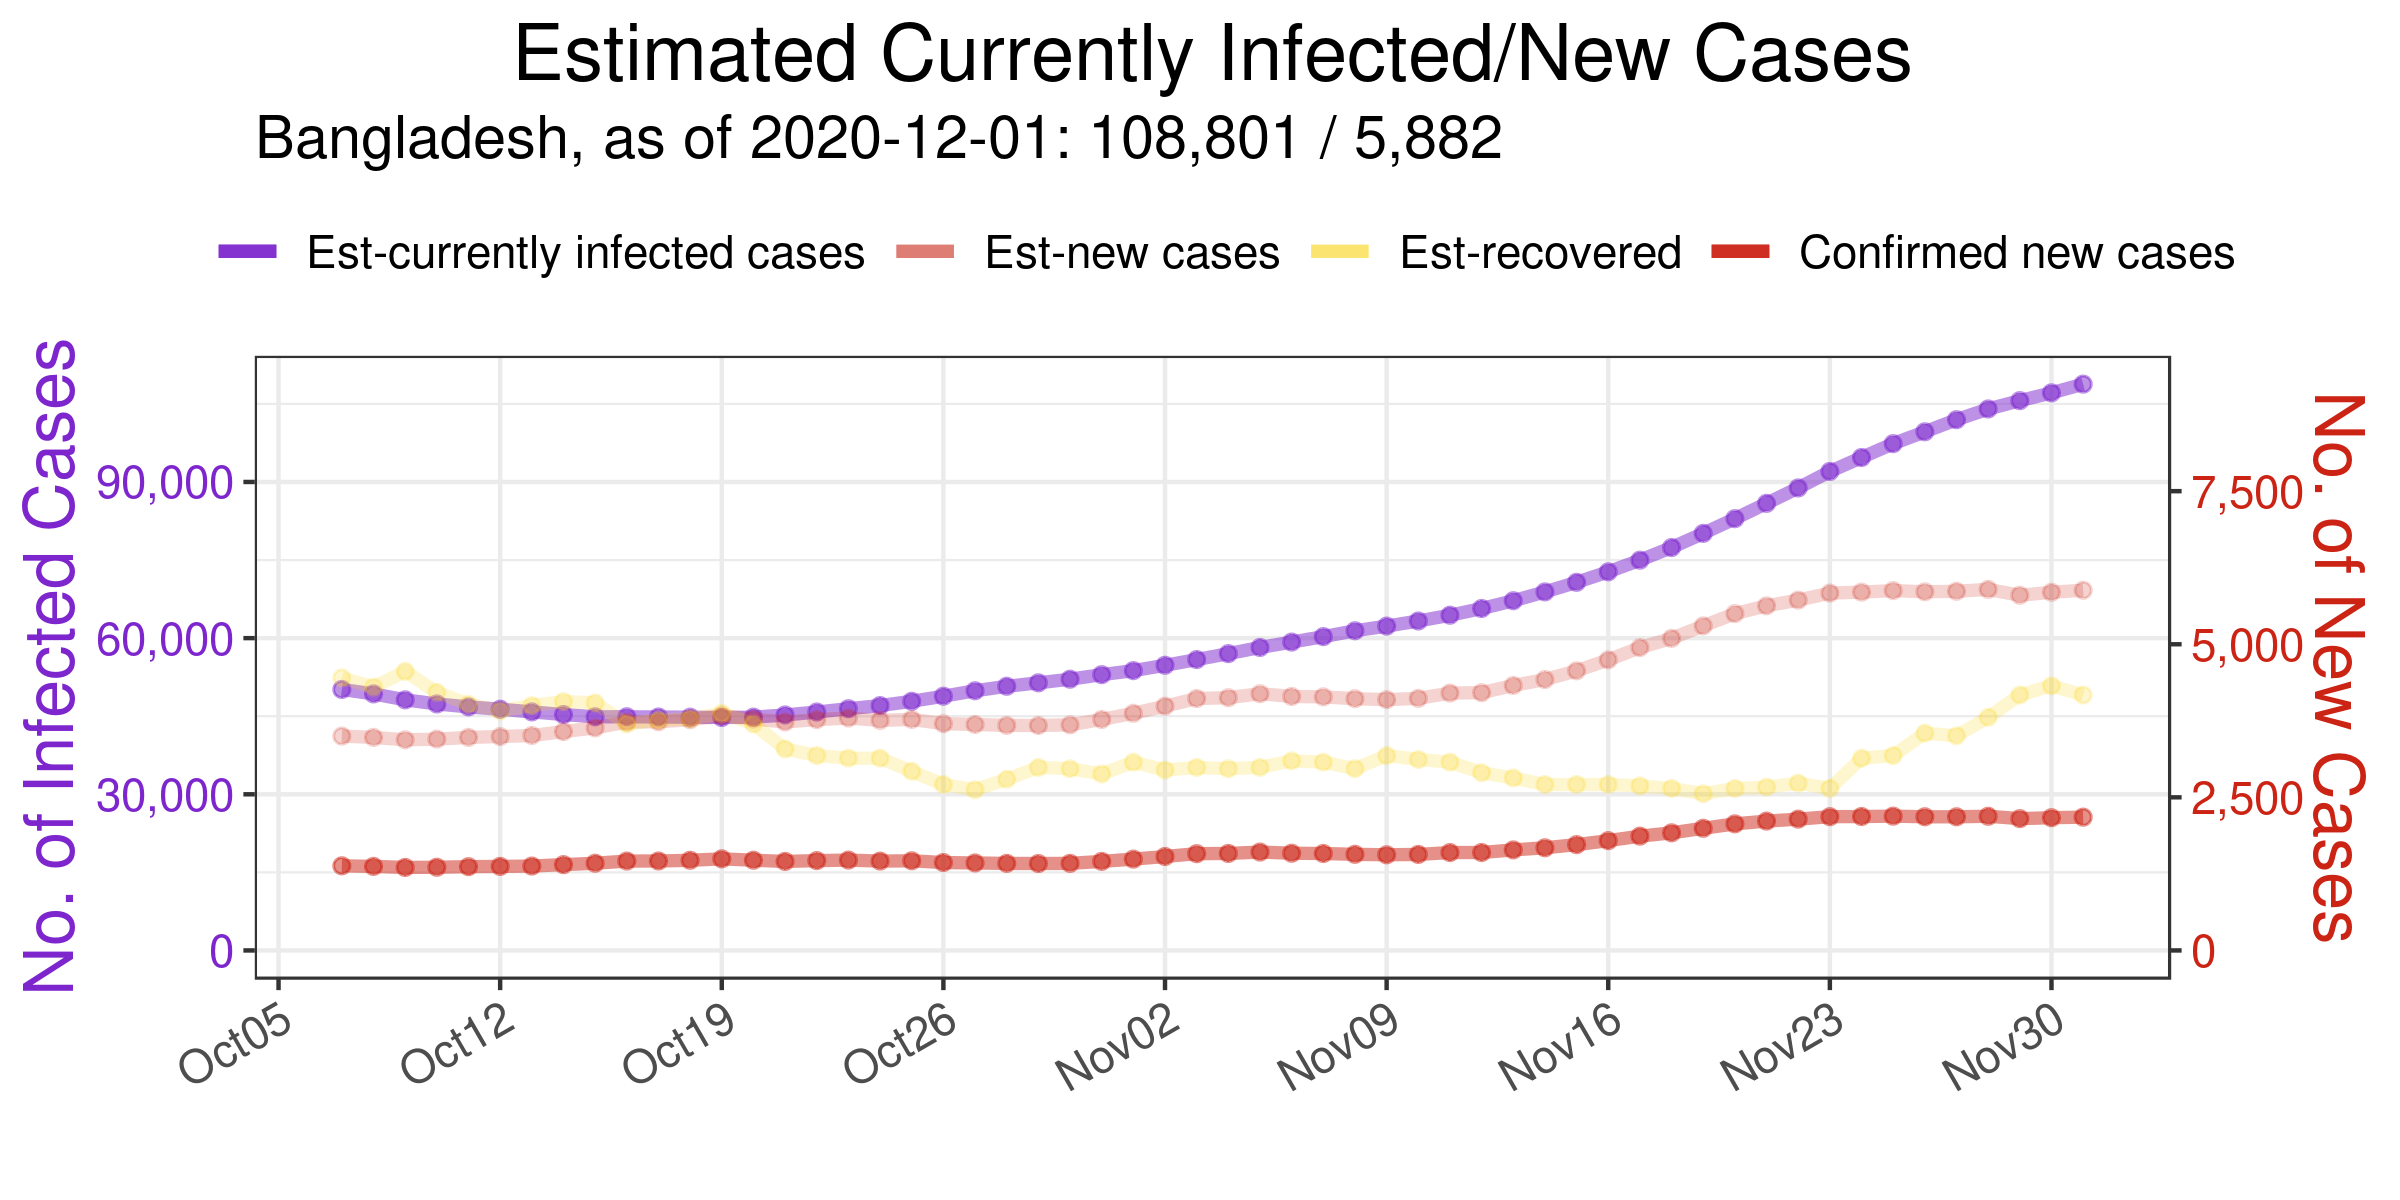 Estimated Currently Infected/New Cases
Bangladesh, as of 2020-12-01: 108,801 / 5,882
Est-currently infected cases Est-new cases Est-recovered Confirmed new cases
No. of Infected Cases
90,000
60,000
30,000
0
7,500
5,000
2,500
0
No. of New Cases
Oct05 Oct12 Oct19 Oct26 Nov02 Nov09 Nov16 Nov23 Nov30